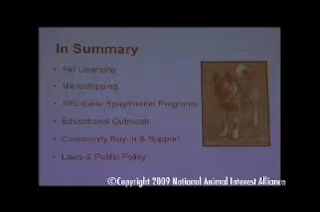 In Summary
• Pet Licensing
• Microchipping
• Affordable Spay/Neuter Programs
• Educational Outreach
• Community Buy-In & Support
• Laws & Public Policy
©Copyright 2009 National Animal Interest Alliance